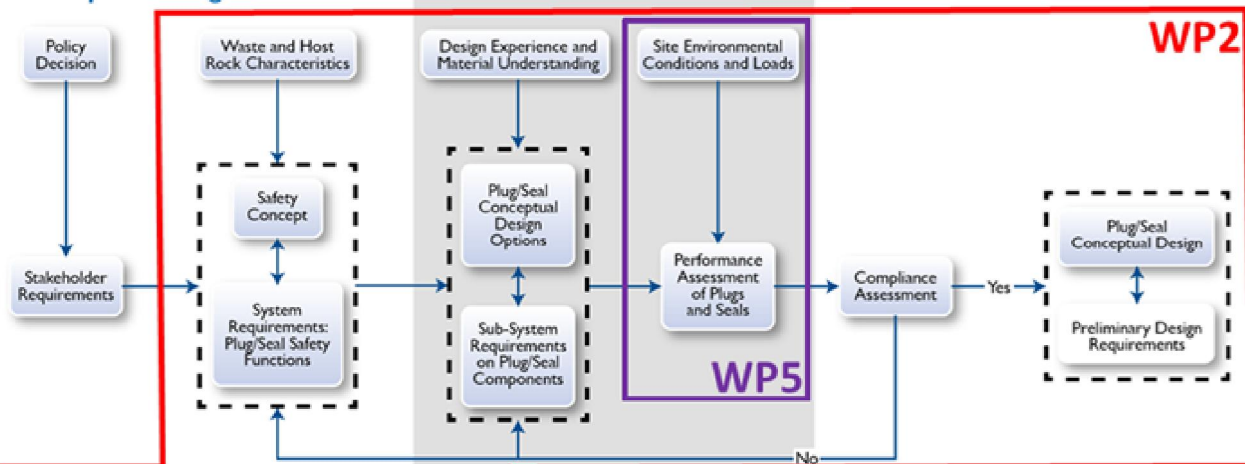 Policy
Decision
Waste and Host
Rock Characteristics
Design Experience and
Material Understanding
Site Environmental
Conditions and Loads
WP2
Safety
Concept
Plug/Seal
Conceptual
Design
Options
Plug/Seal
Conceptual Design
Stakeholder
Requirements
System
Requirements:
Plug/Seal Safety
Functions
Sub-System
Requirements
on Plug/Seal
Components
Performance
Assessment
of Plugs
and Seals
Compliance
Assessment
Yes
Preliminary Design
Requirements
WP5
No